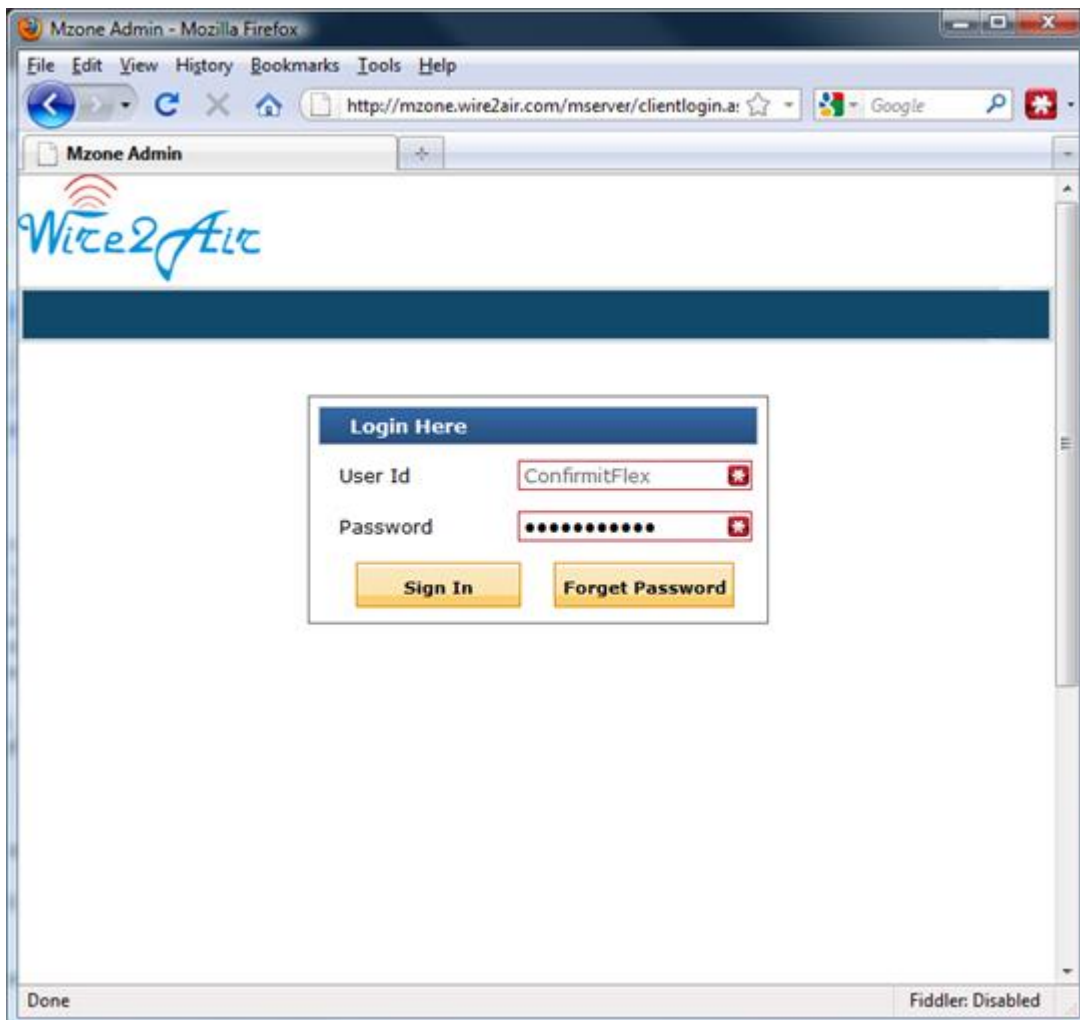 Mzone Admin - Mozilla Firefox
File Edit View History Bookmarks Tools Help
http://mzone.wire2air.com/mserver/clientlogin.a: Google
Mzone Admin
Wire2Air
Login Here
User Id ConfirmitFlex
Password •••••••••••
Sign In Forget Password
Done Fiddler: Disabled